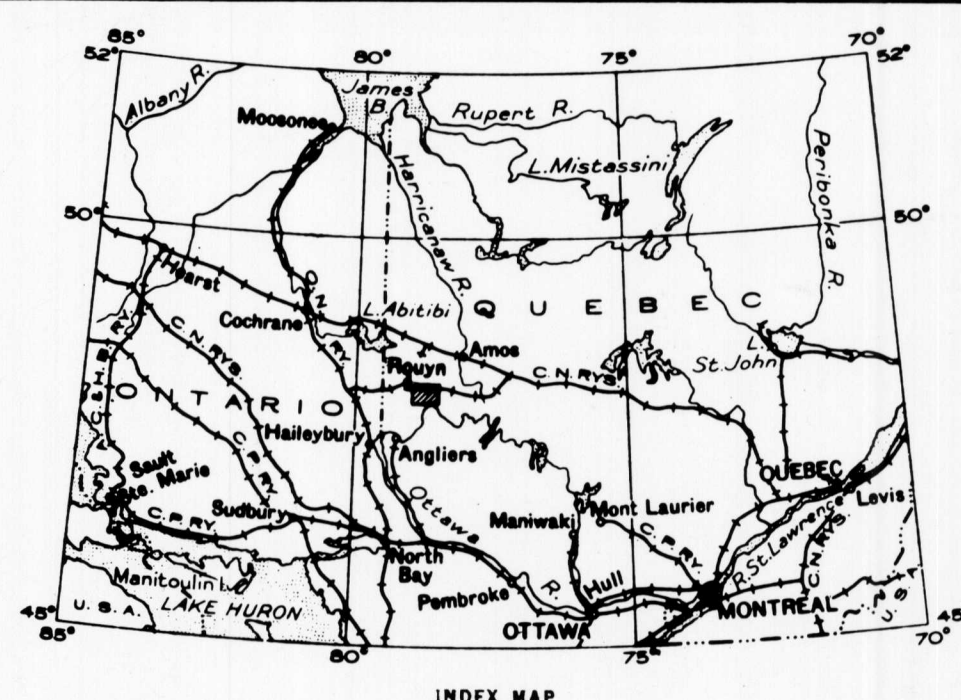 85° 80° 75° 70°
52° 52°
Albany R.
James
B.
Moosonee
Rupert R.
L. Mistassini
Peribonka R.
Harricanaw R.
50° 50°
Hearst
O.N. RY.
L. Abitibi
QUEBEC
Cochrane
C.N. RYS.
Amos
Rouyn
C.N. RYS.
L.
St. John
A.C. & H.B. RY.
O TARIO
Haileybury
C.P. RY.
Angliers
Sault
Ste. Marie
QUEBEC
Levis
Ottawa R.
Sudbury
C.P. RY.
Maniwaki
Mont Laurier
C.P. RY.
R. St. Lawrence
C.N. RYS.
North
Bay
Manitoulin I.
Hull
Pembroke
LAKE HURON
U.S.A.
MONTREAL
U.S.A.
OTTAWA
45° 45
85° 80° 75° 70°
INDEX MAP